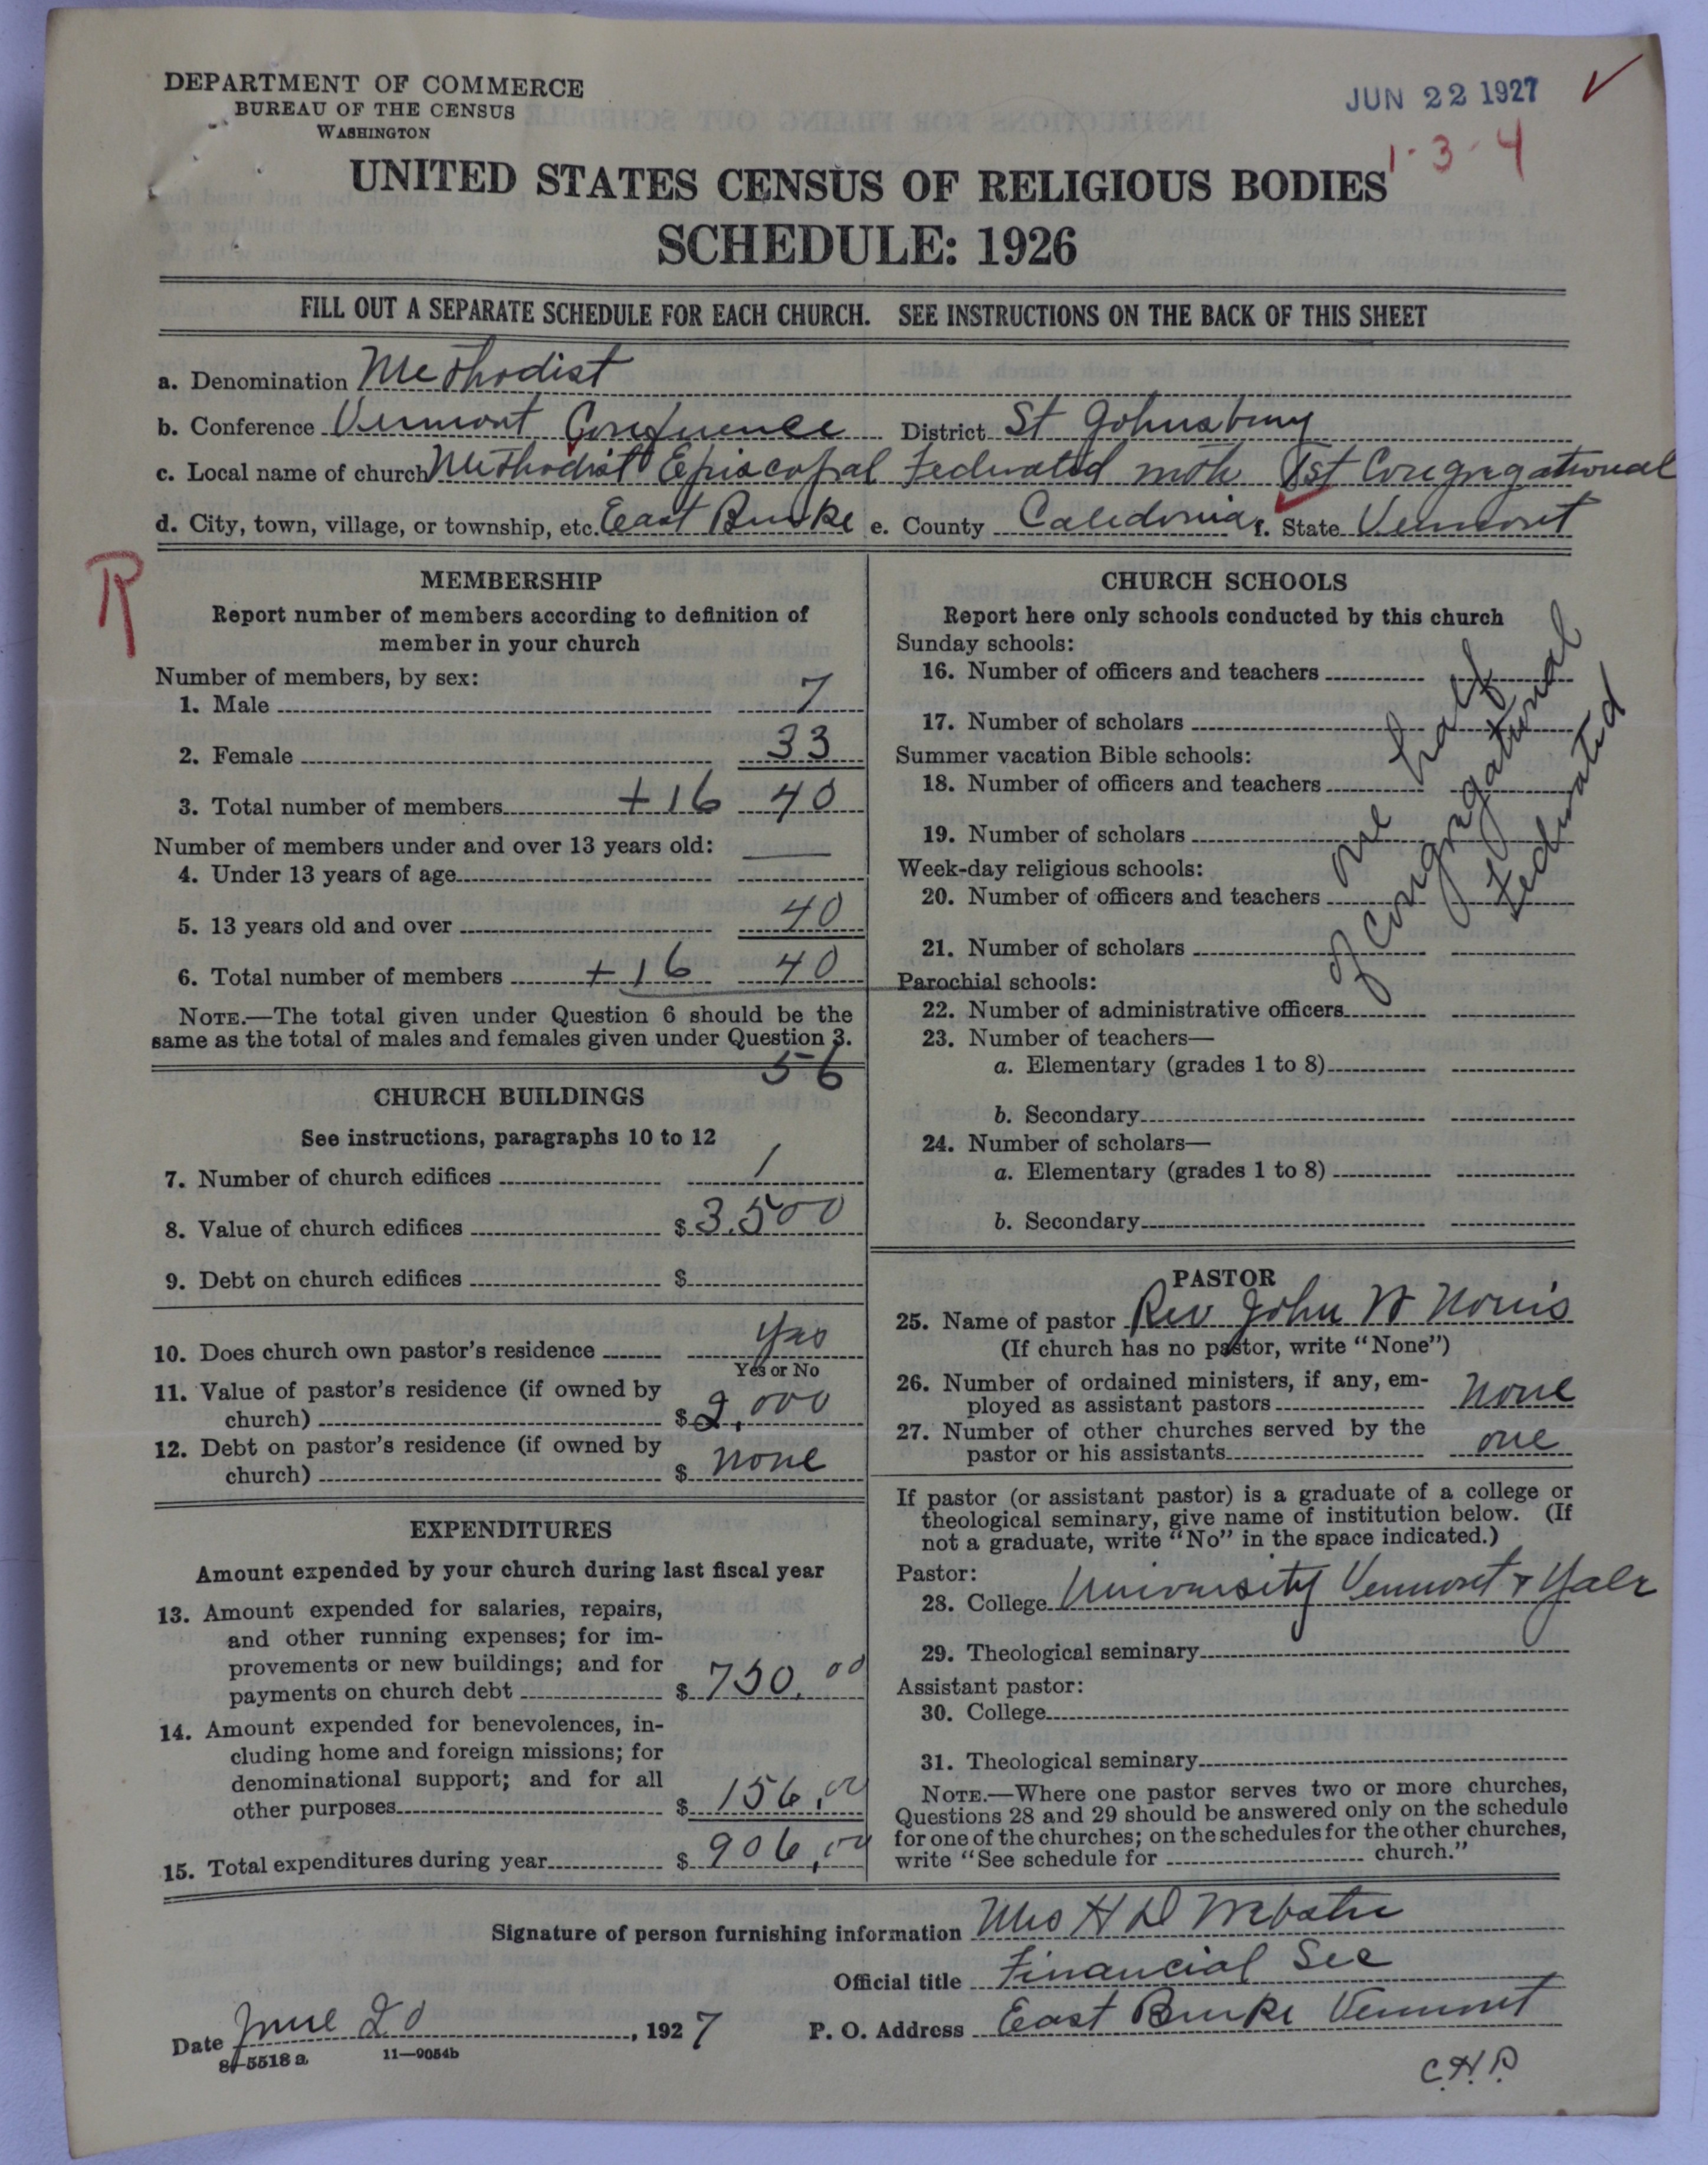 DEPARTMENT OF COMMERCE
BUREAU OF THE CENSUS
WASHINGTON
JUN 22 1927
1-3-4
UNITED STATES CENSUS OF RELIGIOUS BODIES
SCHEDULE: 1926
FILL OUT A SEPARATE SCHEDULE FOR EACH CHURCH. SEE INSTRUCTIONS ON THE BACK OF THIS SHEET
a. Denomination Methodist
b. Conference Vermont Conference District St Johnsbury
c. Local name of church Methodist Episcopal Federated with 1st Congregational
d. City, town, village, or township, etc. East Burke e. County Caledonia f. State Vermont
R
MEMBERSHIP
Report number of members according to definition of
member in your church
Number of members, by sex:
1. Male 7
2. Female 33
3. Total number of members +16 40
Number of members under and over 13 years old:
4. Under 13 years of age
5. 13 years old and over 40
6. Total number of members +16 40
NOTE.—The total given under Question 6 should be the
same as the total of males and females given under Question 3.
56
CHURCH BUILDINGS
See instructions, paragraphs 10 to 12
7. Number of church edifices 1
8. Value of church edifices $3,500
9. Debt on church edifices $
10. Does church own pastor's residence Yes
Yes or No
11. Value of pastor's residence (if owned by
church) $2,000
12. Debt on pastor's residence (if owned by
church) $ none
EXPENDITURES
Amount expended by your church during last fiscal year
13. Amount expended for salaries, repairs,
and other running expenses; for im-
provements or new buildings; and for
payments on church debt $750.00
14. Amount expended for benevolences, in-
cluding home and foreign missions; for
denominational support; and for all
other purposes $156.00
15. Total expenditures during year $906.00
CHURCH SCHOOLS
Report here only schools conducted by this church
Sunday schools:
16. Number of officers and teachers
17. Number of scholars
Summer vacation Bible schools:
18. Number of officers and teachers
19. Number of scholars
Week-day religious schools:
20. Number of officers and teachers
21. Number of scholars
Parochial schools:
22. Number of administrative officers
23. Number of teachers—
a. Elementary (grades 1 to 8)
b. Secondary
24. Number of scholars—
a. Elementary (grades 1 to 8)
b. Secondary
one half
of Congregational
Federated
PASTOR
25. Name of pastor Rev John W Norris
(If church has no pastor, write "None")
26. Number of ordained ministers, if any, em-
ployed as assistant pastors none
27. Number of other churches served by the
pastor or his assistants one
If pastor (or assistant pastor) is a graduate of a college or
theological seminary, give name of institution below. (If
not a graduate, write "No" in the space indicated.)
Pastor:
28. College University Vermont & Yale
29. Theological seminary
Assistant pastor:
30. College
31. Theological seminary
NOTE.—Where one pastor serves two or more churches,
Questions 28 and 29 should be answered only on the schedule
for one of the churches; on the schedules for the other churches,
write "See schedule for church."
Signature of person furnishing information Mrs H D Webster
Official title Financial Sec
Date June 20, 1927 P. O. Address East Burke Vermont
8-5518 a 11—9054b
C.H.D